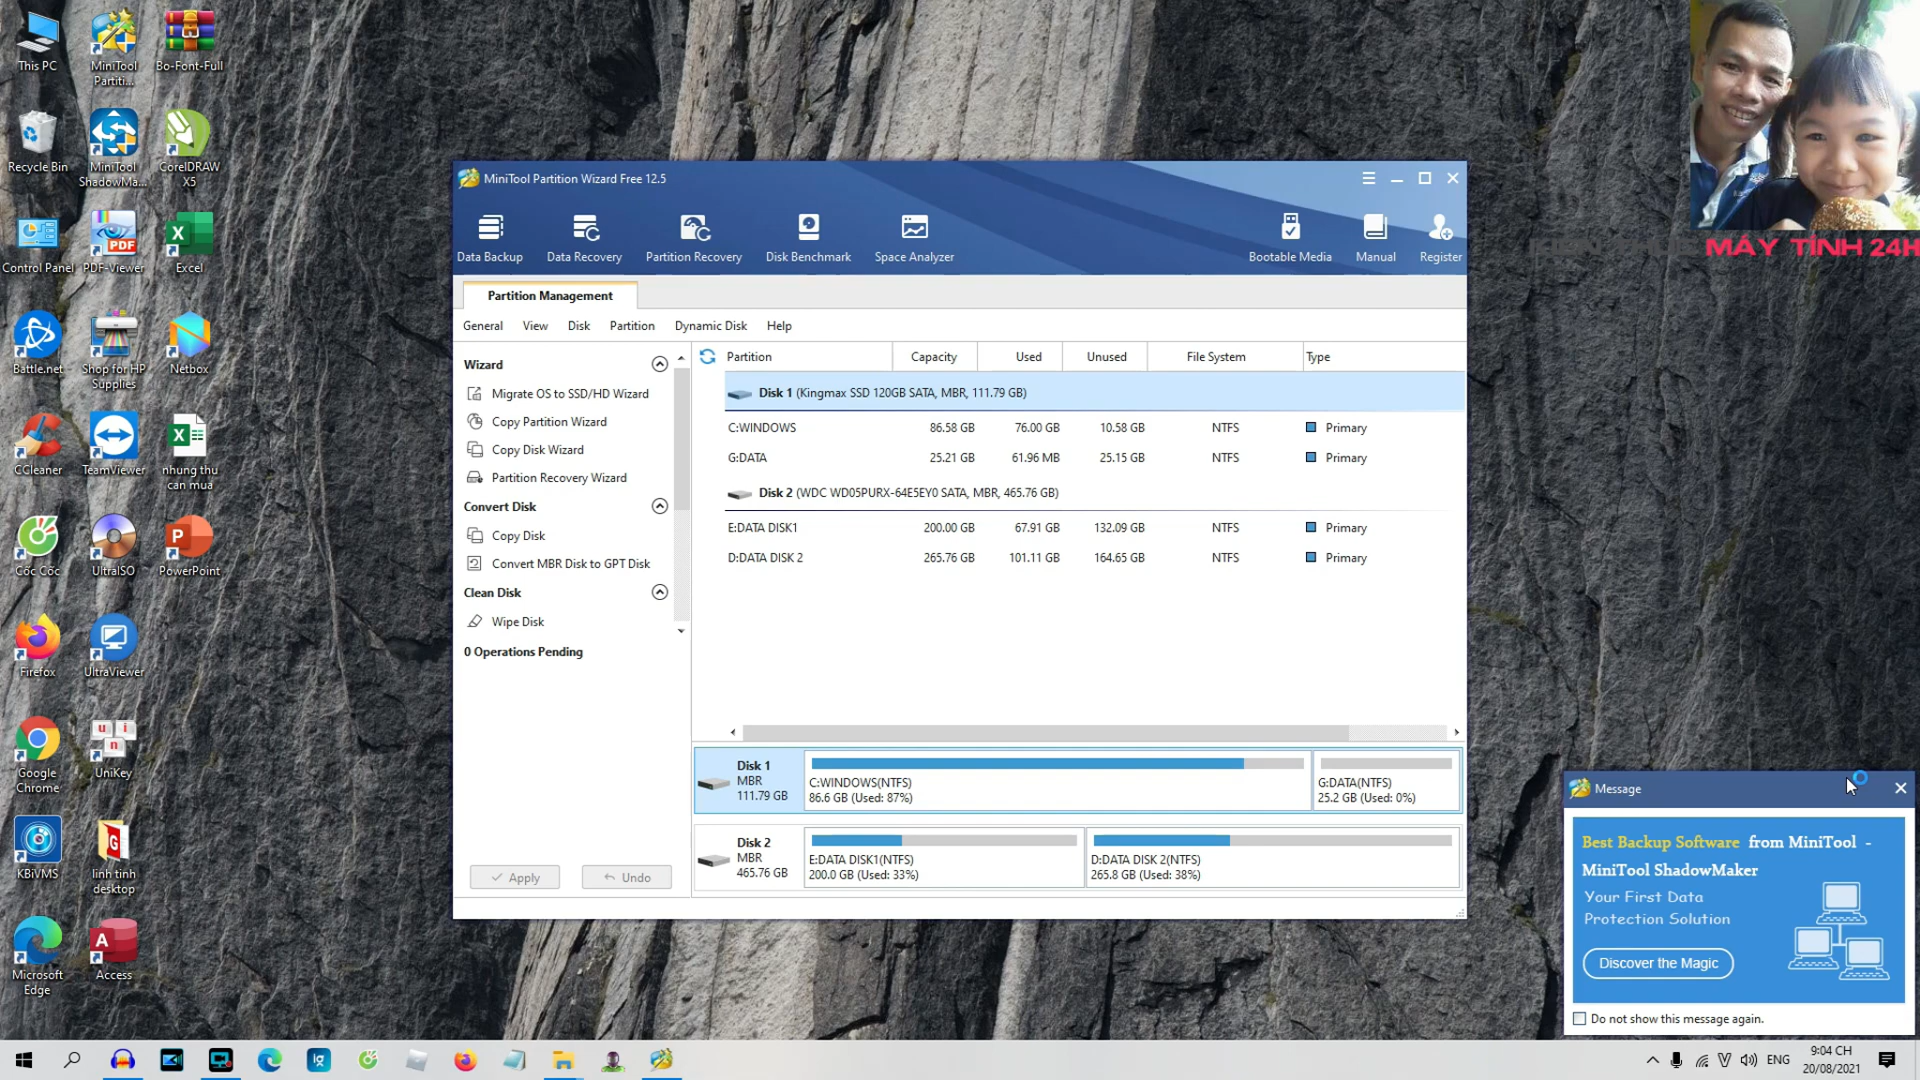 This PC
MiniTool
Partiti...
Bo-Font-Full
Recycle Bin
MiniTool
ShadowMa...
CorelDRAW
X5
Control Panel
PDF-Viewer
Excel
Battle.net
Shop for HP
Supplies
Netbox
CCleaner
TeamViewer
nhung thu
can mua
Cốc Cốc
UltraISO
PowerPoint
Firefox
UltraViewer
Google
Chrome
UniKey
KBiVMS
linh tinh
desktop
Microsoft
Edge
Access
MÁY TÍNH 24H
MiniTool Partition Wizard Free 12.5
Data Backup
Data Recovery
Partition Recovery
Disk Benchmark
Space Analyzer
Bootable Media
Manual
Register
Partition Management
General View Disk Partition Dynamic Disk Help
Wizard
Migrate OS to SSD/HD Wizard
Copy Partition Wizard
Copy Disk Wizard
Partition Recovery Wizard
Convert Disk
Copy Disk
Convert MBR Disk to GPT Disk
Clean Disk
Wipe Disk
0 Operations Pending
Apply
Undo
Partition Capacity Used Unused File System Type
Disk 1 (Kingmax SSD 120GB SATA, MBR, 111.79 GB)
C:WINDOWS 86.58 GB 76.00 GB 10.58 GB NTFS Primary
G:DATA 25.21 GB 61.96 MB 25.15 GB NTFS Primary
Disk 2 (WDC WD05PURX-64E5EY0 SATA, MBR, 465.76 GB)
E:DATA DISK1 200.00 GB 67.91 GB 132.09 GB NTFS Primary
D:DATA DISK 2 265.76 GB 101.11 GB 164.65 GB NTFS Primary
Disk 1
MBR
111.79 GB
C:WINDOWS(NTFS)
86.6 GB (Used: 87%)
G:DATA(NTFS)
25.2 GB (Used: 0%)
Disk 2
MBR
465.76 GB
E:DATA DISK1(NTFS)
200.0 GB (Used: 33%)
D:DATA DISK 2(NTFS)
265.8 GB (Used: 38%)
Message
Best Backup Software from MiniTool -
MiniTool ShadowMaker
Your First Data
Protection Solution
Discover the Magic
Do not show this message again.
ENG
9:04 CH
20/08/2021